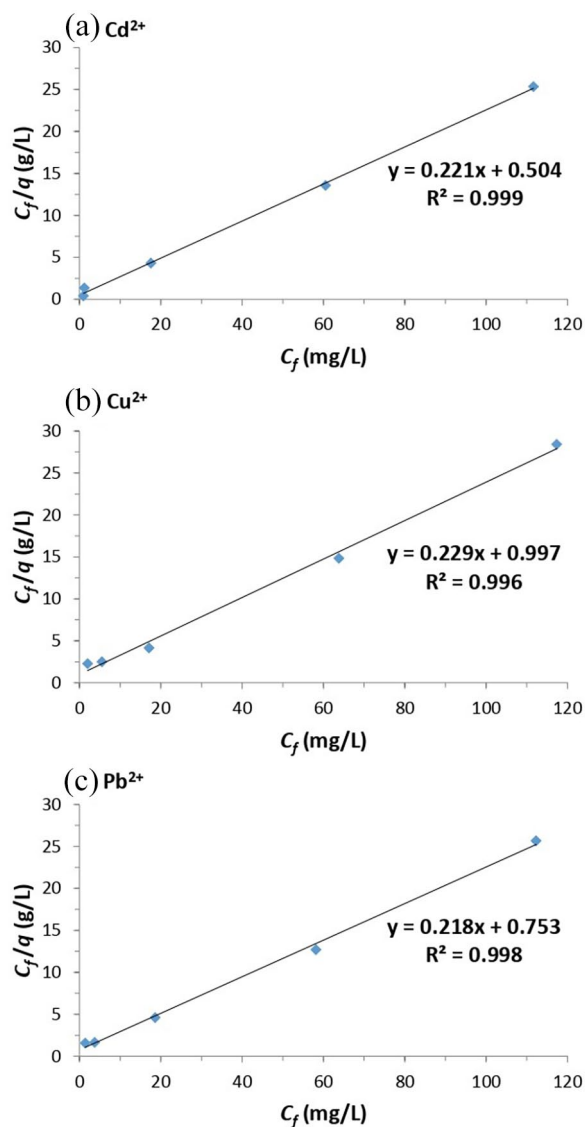 (a) Cd²⁺
30
25
20
15
10
5
0
C_f/q (g/L)
y = 0.221x + 0.504
R² = 0.999
0 20 40 60 80 100 120
C_f (mg/L)
(b) Cu²⁺
30
25
20
15
10
5
0
C_f/q (g/L)
y = 0.229x + 0.997
R² = 0.996
0 20 40 60 80 100 120
C_f (mg/L)
(c) Pb²⁺
30
25
20
15
10
5
0
C_f/q (g/L)
y = 0.218x + 0.753
R² = 0.998
0 20 40 60 80 100 120
C_f (mg/L)